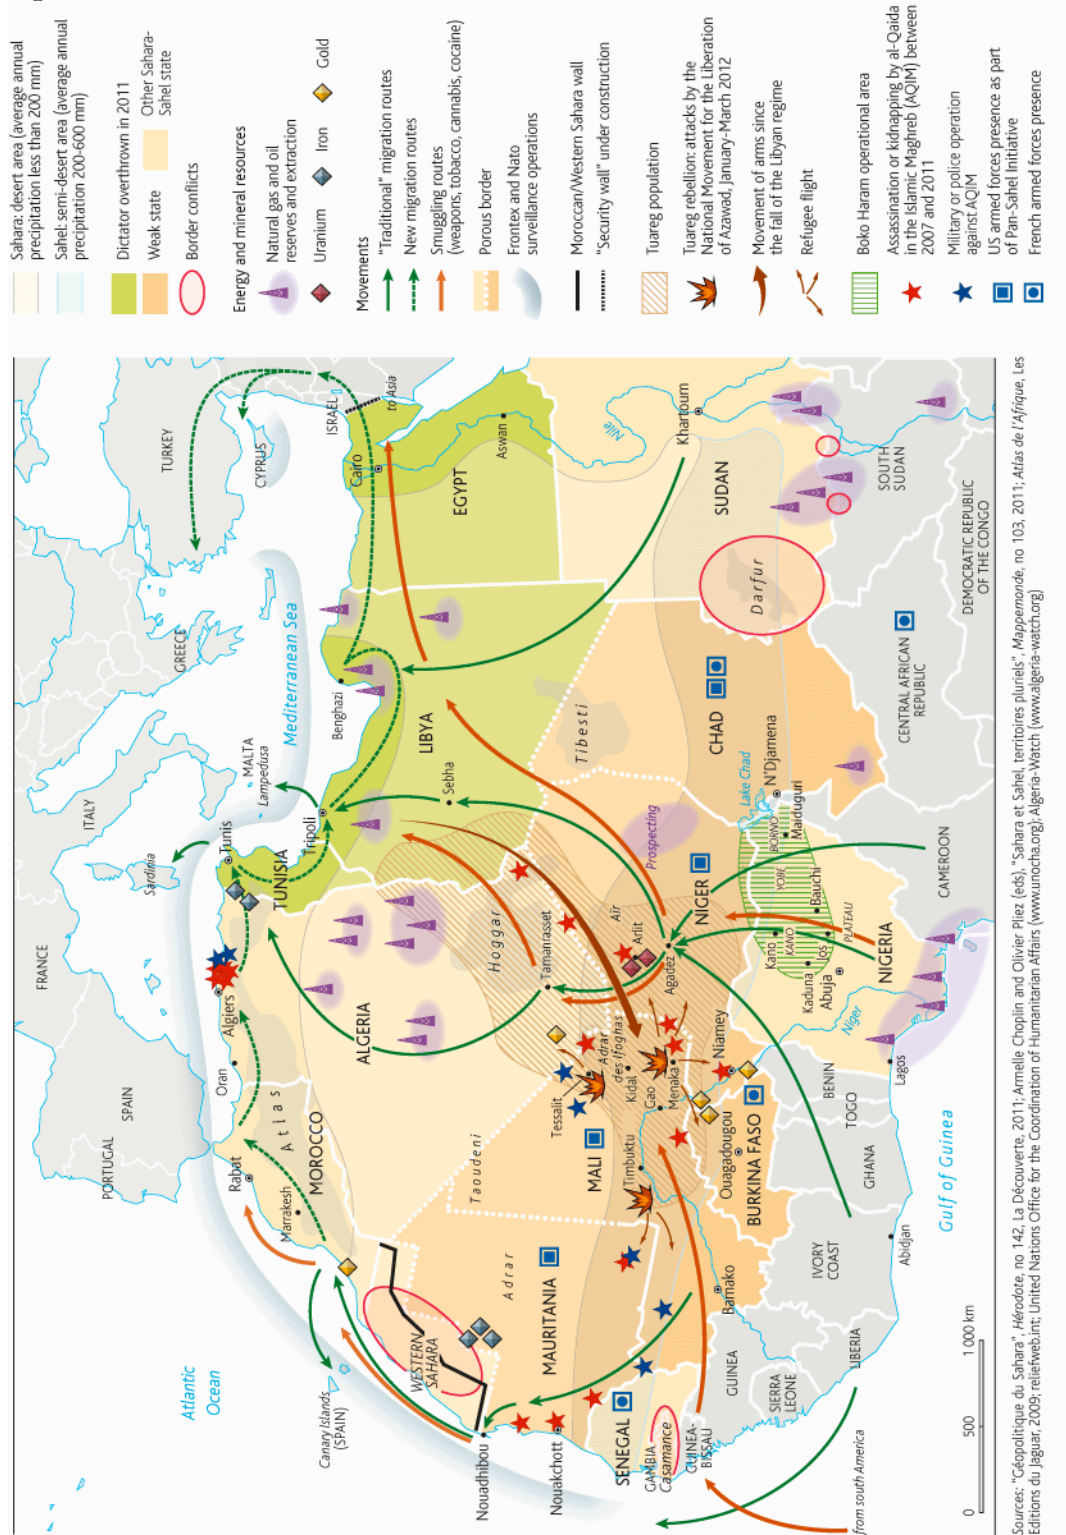 Sahara: desert area (average annual
precipitation less than 200 mm)
Sahel: semi-desert area (average annual
precipitation 200-600 mm)
Dictator overthrown in 2011
Weak state
Other Sahara-
Sahel state
Border conflicts
Energy and mineral resources
Natural gas and oil
reserves and extraction
Uranium
Iron
Gold
Movements
"Traditional" migration routes
New migration routes
Smuggling routes
(weapons, tobacco, cannabis, cocaine)
Porous border
Frontex and Nato
surveillance operations
Moroccan/Western Sahara wall
"Security wall" under construction
Tuareg population
Tuareg rebellion: attacks by the
National Movement for the Liberation
of Azawad, January-March 2012
Movement of arms since
the fall of the Libyan regime
Refugee flight
Boko Haram operational area
Assassination or kidnapping by al-Qaida
in the Islamic Maghreb (AQIM) between
2007 and 2011
Military or police operation
against AQIM
US armed forces presence as part
of Pan-Sahel Initiative
French armed forces presence
PORTUGAL
SPAIN
FRANCE
ITALY
Sardinia
GREECE
TURKEY
CYPRUS
ISRAEL
to Asia
MALTA
Lampedusa
Mediterranean Sea
Atlantic
Ocean
Canary Islands
(SPAIN)
Rabat
Marrakesh
Atlas
MOROCCO
Oran
Algiers
ALGERIA
Tunis
TUNISIA
Tripoli
Benghazi
LIBYA
Sebha
Cairo
EGYPT
Aswan
Nile
WESTERN
SAHARA
Nouadhibou
Nouakchott
Adrar
MAURITANIA
Taoudeni
Hoggar
Tamanrasset
Tibesti
Prospecting
Tessalit
Adrar
des Ifoghas
Kidal
Gao
Menaka
MALI
Timbuktu
Bamako
Air
Arlit
Agadez
NIGER
Niamey
CHAD
Lake Chad
N'Djamena
Darfur
SUDAN
Khartoum
SOUTH
SUDAN
SENEGAL
GAMBIA
Casamance
GUINEA-
BISSAU
GUINEA
SIERRA
LEONE
LIBERIA
IVORY
COAST
Abidjan
Ouagadougou
BURKINA FASO
GHANA
TOGO
BENIN
Lagos
Niger
NIGERIA
Abuja
Kaduna
Kano
KANO
Jos
PLATEAU
Bauchi
YOBE
BORNO
Maiduguri
CAMEROON
CENTRAL AFRICAN
REPUBLIC
DEMOCRATIC REPUBLIC
OF THE CONGO
Gulf of Guinea
from south America
0 500 1 000 km
Sources: "Géopolitique du Sahara", Hérodote, no 142, La Découverte, 2011; Armelle Choplin and Olivier Pliez (eds), "Sahara et Sahel, territoires pluriels", Mappemonde, no 103, 2011; Atlas de l'Afrique, Les
Editions du Jaguar, 2009; reliefweb.int; United Nations Office for the Coordination of Humanitarian Affairs (www.unocha.org); Algeria-Watch (www.algeria-watch.org)